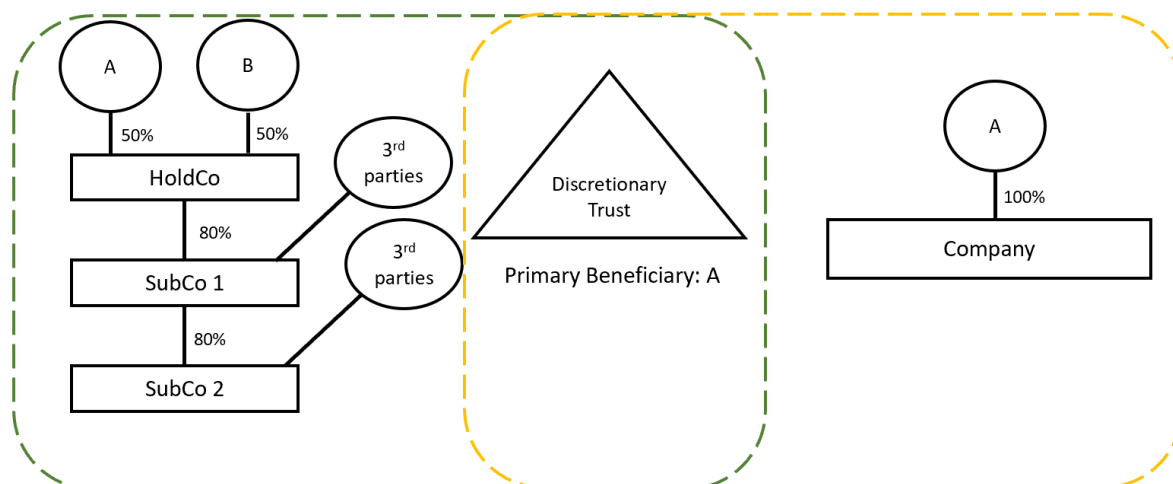 A
B
50%
50%
HoldCo
3rd
parties
80%
SubCo 1
3rd
parties
80%
SubCo 2
Discretionary
Trust
Primary Beneficiary: A
A
100%
Company